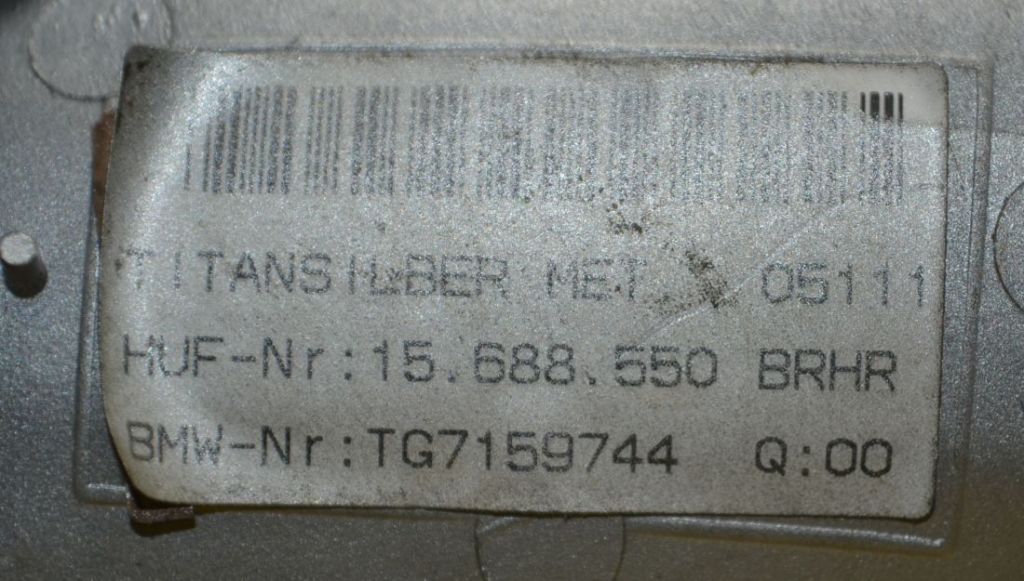 TITANSILBER MET 05111
HUF-Nr:15.688.550 BRHR
BMW-Nr:TG7159744 Q:00